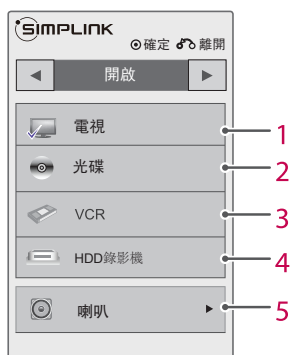 SIMPLINK
⊙確定 離開
◀ 開啟 ▶
電視 1
光碟 2
VCR 3
HDD錄影機 4
喇叭 ▶ 5